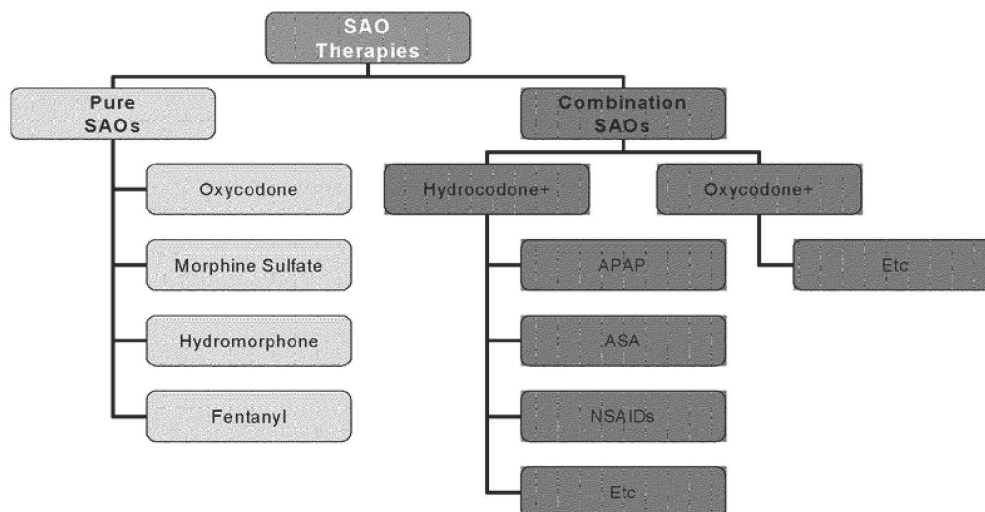 SAO
Therapies
Pure
SAOs
Combination
SAOs
Oxycodone
Hydrocodone+
Oxycodone+
Morphine Sulfate
APAP
Etc
Hydromorphone
ASA
Fentanyl
NSAIDs
Etc